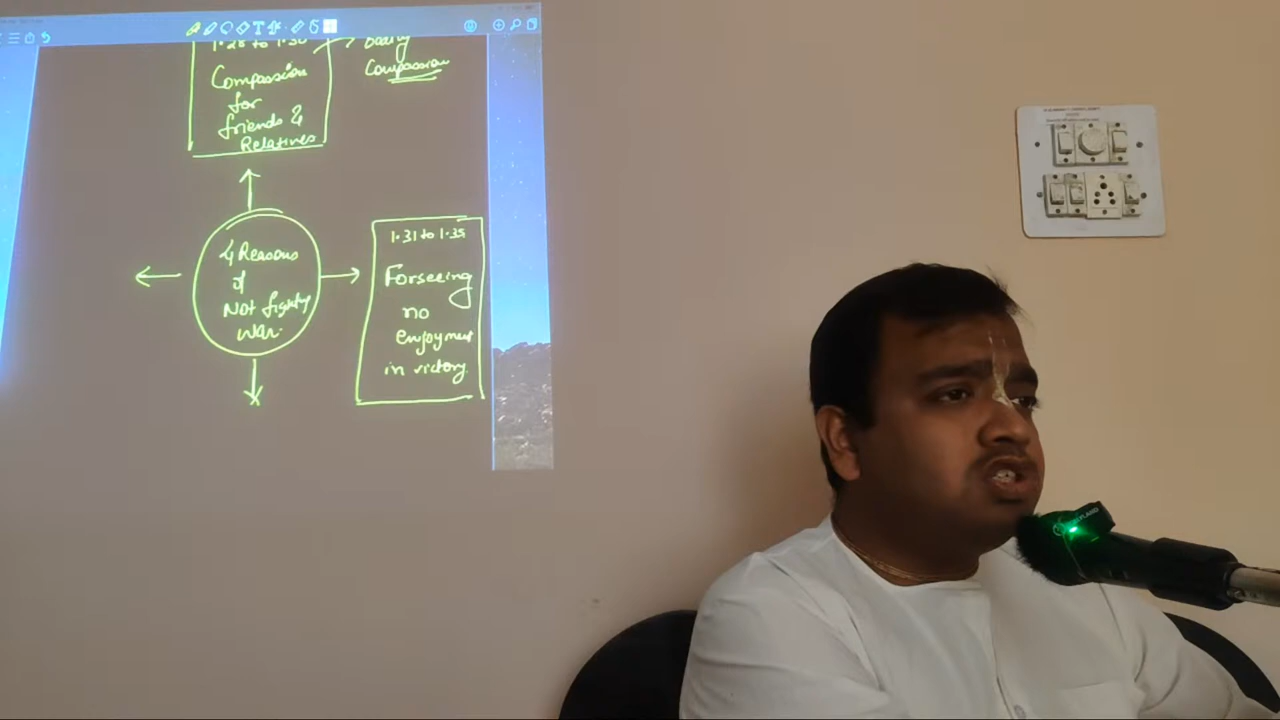 1.28 to 1.30
Compassion
for
friends &
Relatives
Bodily
Compassion
4 Reasons
of
Not fighting
war.
1.31 to 1.35
Forseeing
no
enjoyment
in victory.